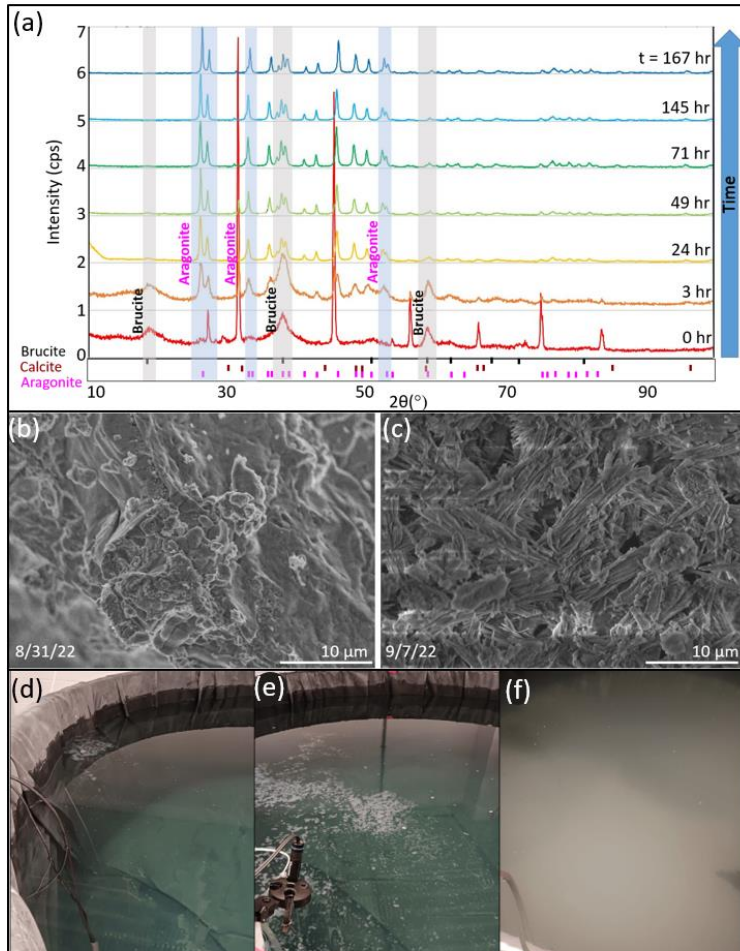 (a)
7
6
5
4
3
2
1
0
Intensity (cps)
t = 167 hr
145 hr
71 hr
49 hr
24 hr
3 hr
0 hr
Time
Aragonite
Aragonite
Aragonite
Brucite
Brucite
Brucite
Brucite
Calcite
Aragonite
10 30 50 70 90
2θ(°)
(b)
8/31/22
10 µm
(c)
9/7/22
10 µm
(d)
(e)
(f)